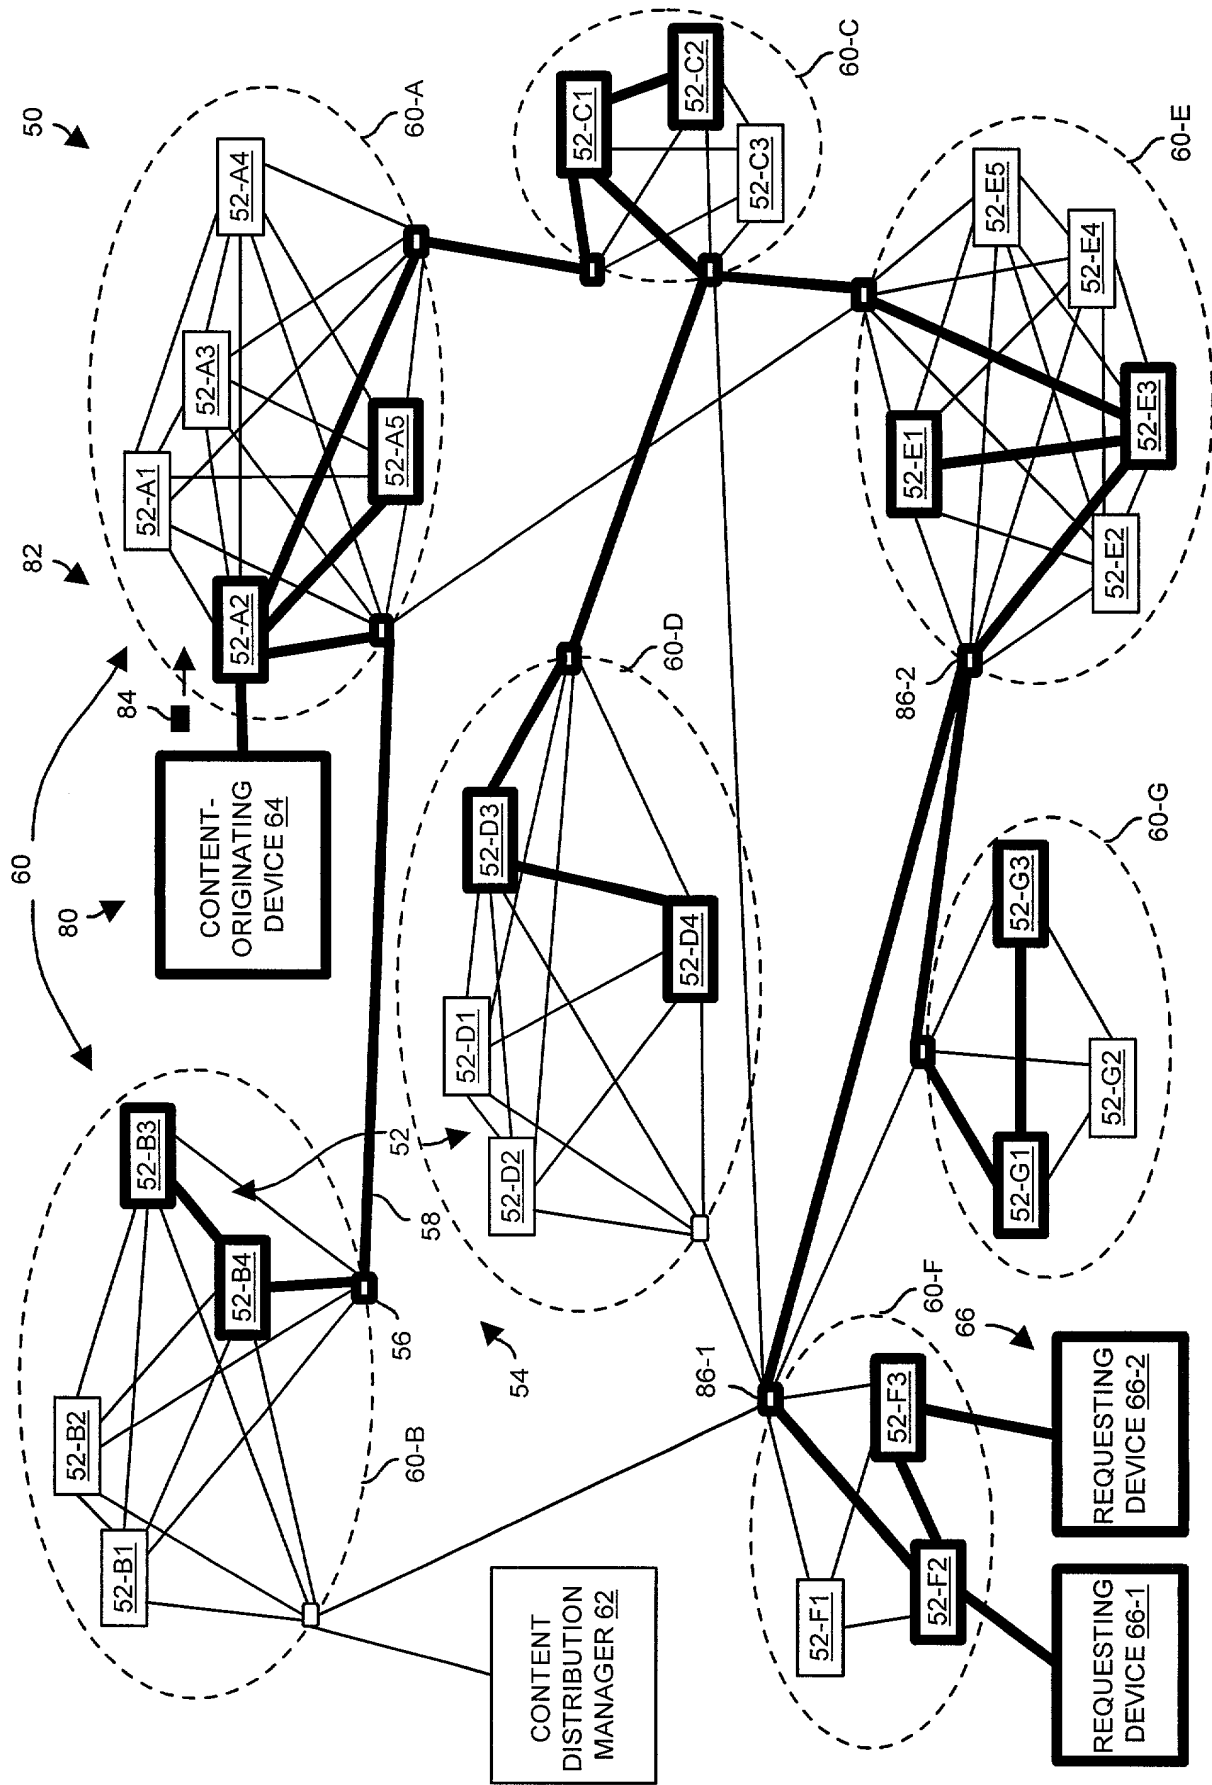 CONTENT
DISTRIBUTION
MANAGER 62
52-B1
52-B2
52-B3
52-B4
60-B
56
58
52
54
60
80
82
84
50
CONTENT-
ORIGINATING
DEVICE 64
52-A1
52-A2
52-A3
52-A4
52-A5
60-A
52-D1
52-D2
52-D3
52-D4
60-D
52-C1
52-C2
52-C3
60-C
52-E1
52-E2
52-E3
52-E4
52-E5
60-E
86-1
86-2
52-F1
52-F2
52-F3
60-F
52-G1
52-G2
52-G3
60-G
66
REQUESTING
DEVICE 66-1
REQUESTING
DEVICE 66-2